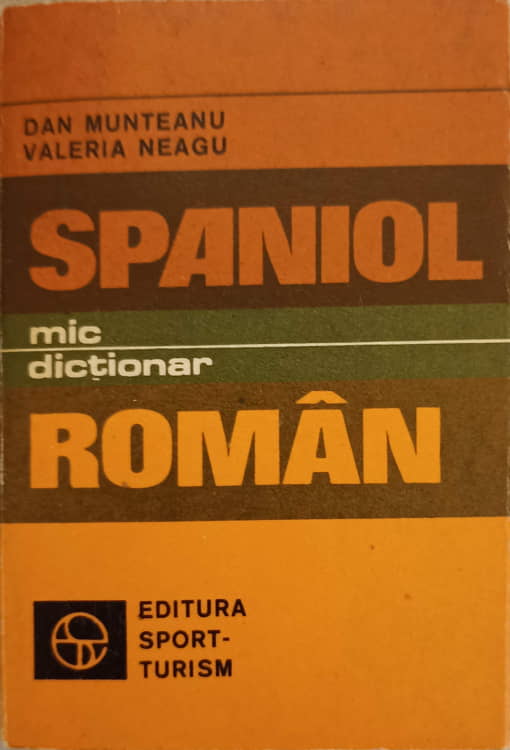 DAN MUNTEANU
VALERIA NEAGU
SPANIOL
mic
dicționar
ROMÂN
EDITURA
SPORT-
TURISM